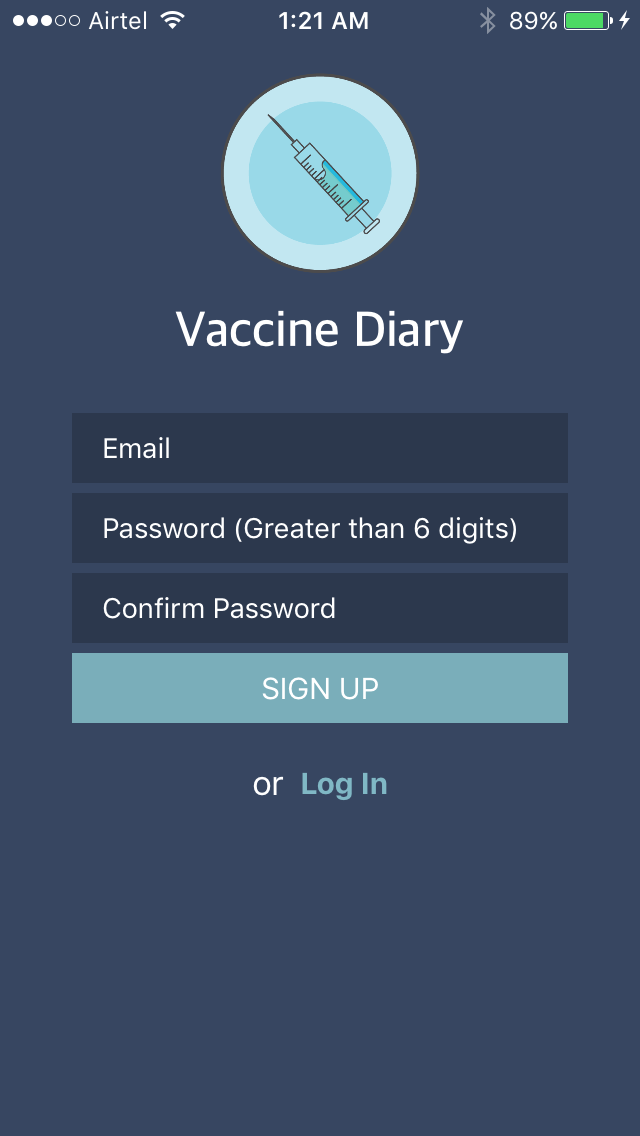 Airtel 1:21 AM 89%
Vaccine Diary
Email
Password (Greater than 6 digits)
Confirm Password
SIGN UP
or Log In